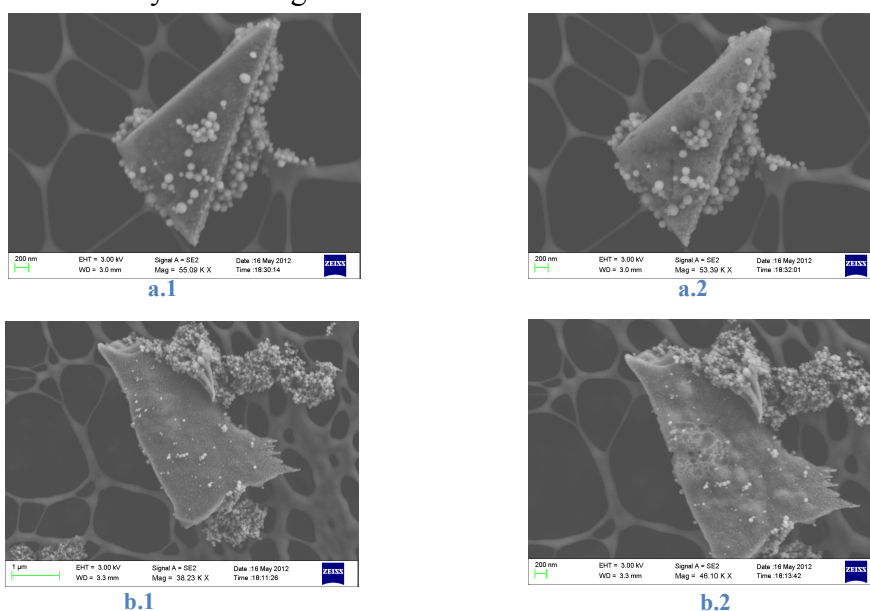 200 nm EHT = 3.00 kV Signal A = SE2 Date :16 May 2012 ZEISS
WD = 3.0 mm Mag = 55.09 K X Time :18:30:14
a.1
200 nm EHT = 3.00 kV Signal A = SE2 Date :16 May 2012 ZEISS
WD = 3.0 mm Mag = 53.39 K X Time :18:32:01
a.2
1 µm EHT = 3.00 kV Signal A = SE2 Date :16 May 2012 ZEISS
WD = 3.3 mm Mag = 38.23 K X Time :18:11:26
b.1
200 nm EHT = 3.00 kV Signal A = SE2 Date :16 May 2012 ZEISS
WD = 3.3 mm Mag = 46.10 K X Time :18:13:42
b.2